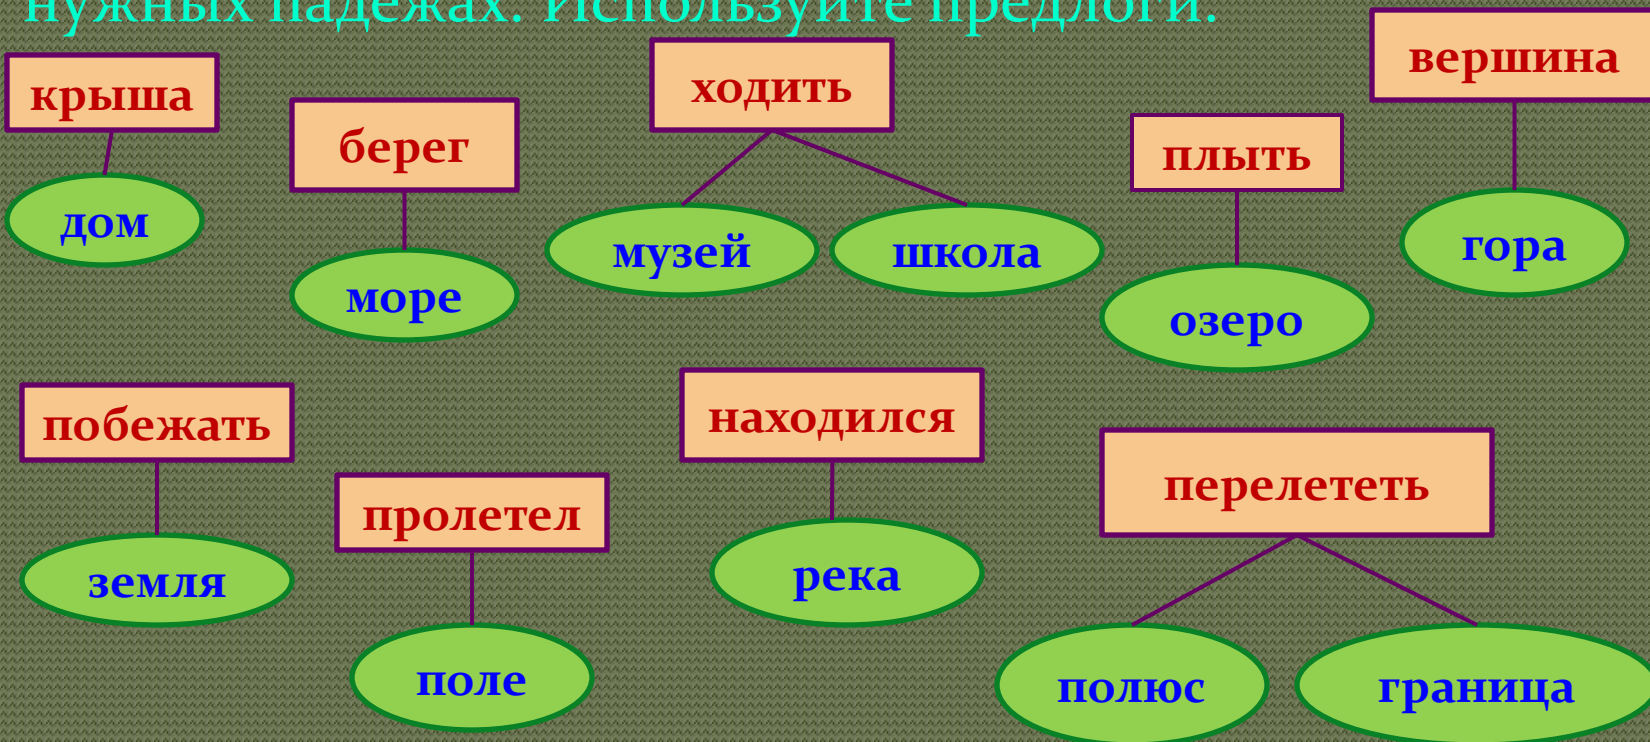 нужных падежах. Используйте предлоги.
крыша
берег
ходить
плыть
вершина
дом
море
музей
школа
озеро
гора
побежать
пролетел
находился
перелететь
земля
поле
река
полюс
граница